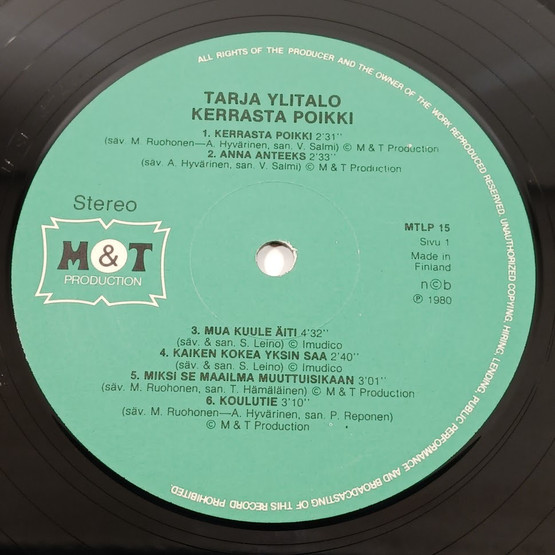 ALL RIGHTS OF THE PRODUCER AND THE OWNER OF THE WORK REPRODUCED RESERVED. UNAUTHORIZED COPYING, HIRING, LENDING, PUBLIC PERFORMANCE AND BROADCASTING OF THIS RECORD PROHIBITED.
TARJA YLITALO
KERRASTA POIKKI
1. KERRASTA POIKKI 2'31''
(säv. M. Ruohonen—A. Hyvärinen, san. V. Salmi) © M & T Production
2. ANNA ANTEEKS 2'33''
(säv. A. Hyvärinen, san. V. Salmi) © M & T Production
Stereo
M&T
PRODUCTION
MTLP 15
Sivu 1
Made in
Finland
n©b
℗ 1980
3. MUA KUULE ÄITI 4'32''
(säv. & san. S. Leino) © Imudico
4. KAIKEN KOKEA YKSIN SAA 2'40''
(säv. & san. S. Leino) © Imudico
5. MIKSI SE MAAILMA MUUTTUISIKAAN 3'01''
(säv. M. Ruohonen, san. T. Hämäläinen) © M & T Production
6. KOULUTIE 3'10''
(säv. M. Ruohonen—A. Hyvärinen, san. P. Reponen)
© M & T Production